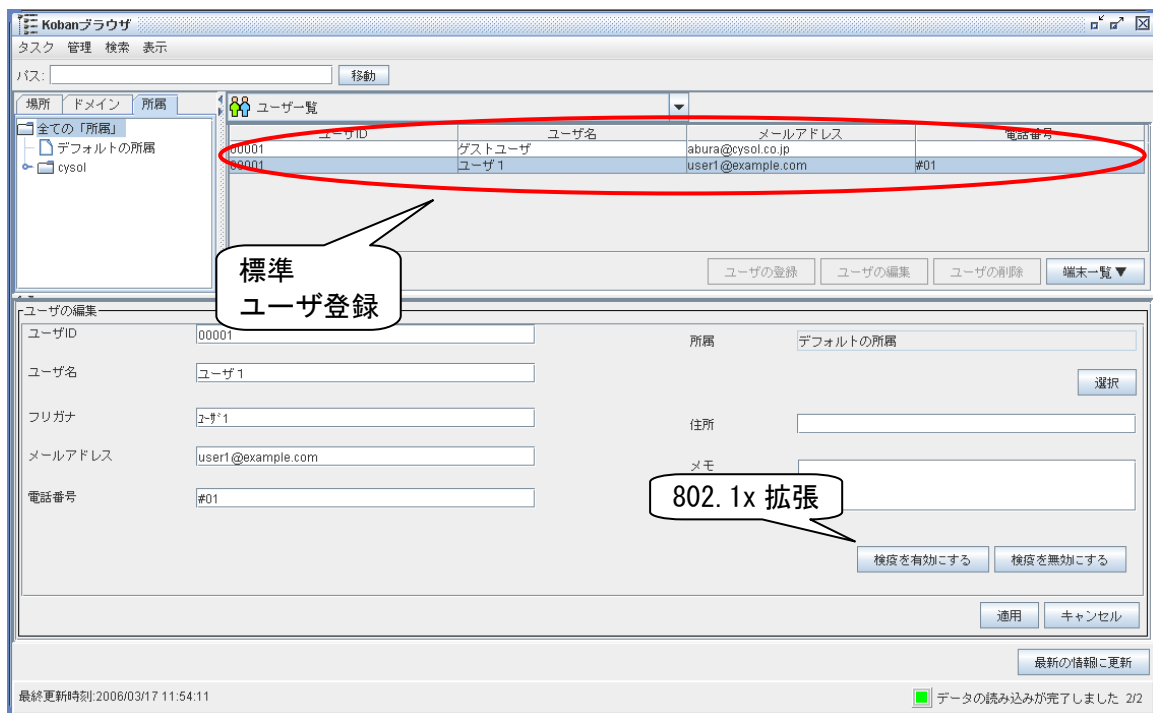 Kobanブラウザ
タスク 管理 検索 表示
パス: 移動
場所 ドメイン 所属
全ての「所属」
デフォルトの所属
cysol
ユーザ一覧
ユーザID ユーザ名 メールアドレス 電話番号
00001 ゲストユーザ abura@cysol.co.jp
00001 ユーザ1 user1@example.com #01
標準
ユーザ登録
ユーザの登録 ユーザの編集 ユーザの削除 端末一覧▼
ユーザの編集
ユーザID 00001
ユーザ名 ユーザ1
フリガナ ﾕｰｻﾞ1
メールアドレス user1@example.com
電話番号 #01
所属 デフォルトの所属
選択
住所
メモ
802.1x 拡張
検疫を有効にする 検疫を無効にする
適用 キャンセル
最新の情報に更新
最終更新時刻:2006/03/17 11:54:11
データの読み込みが完了しました 2/2